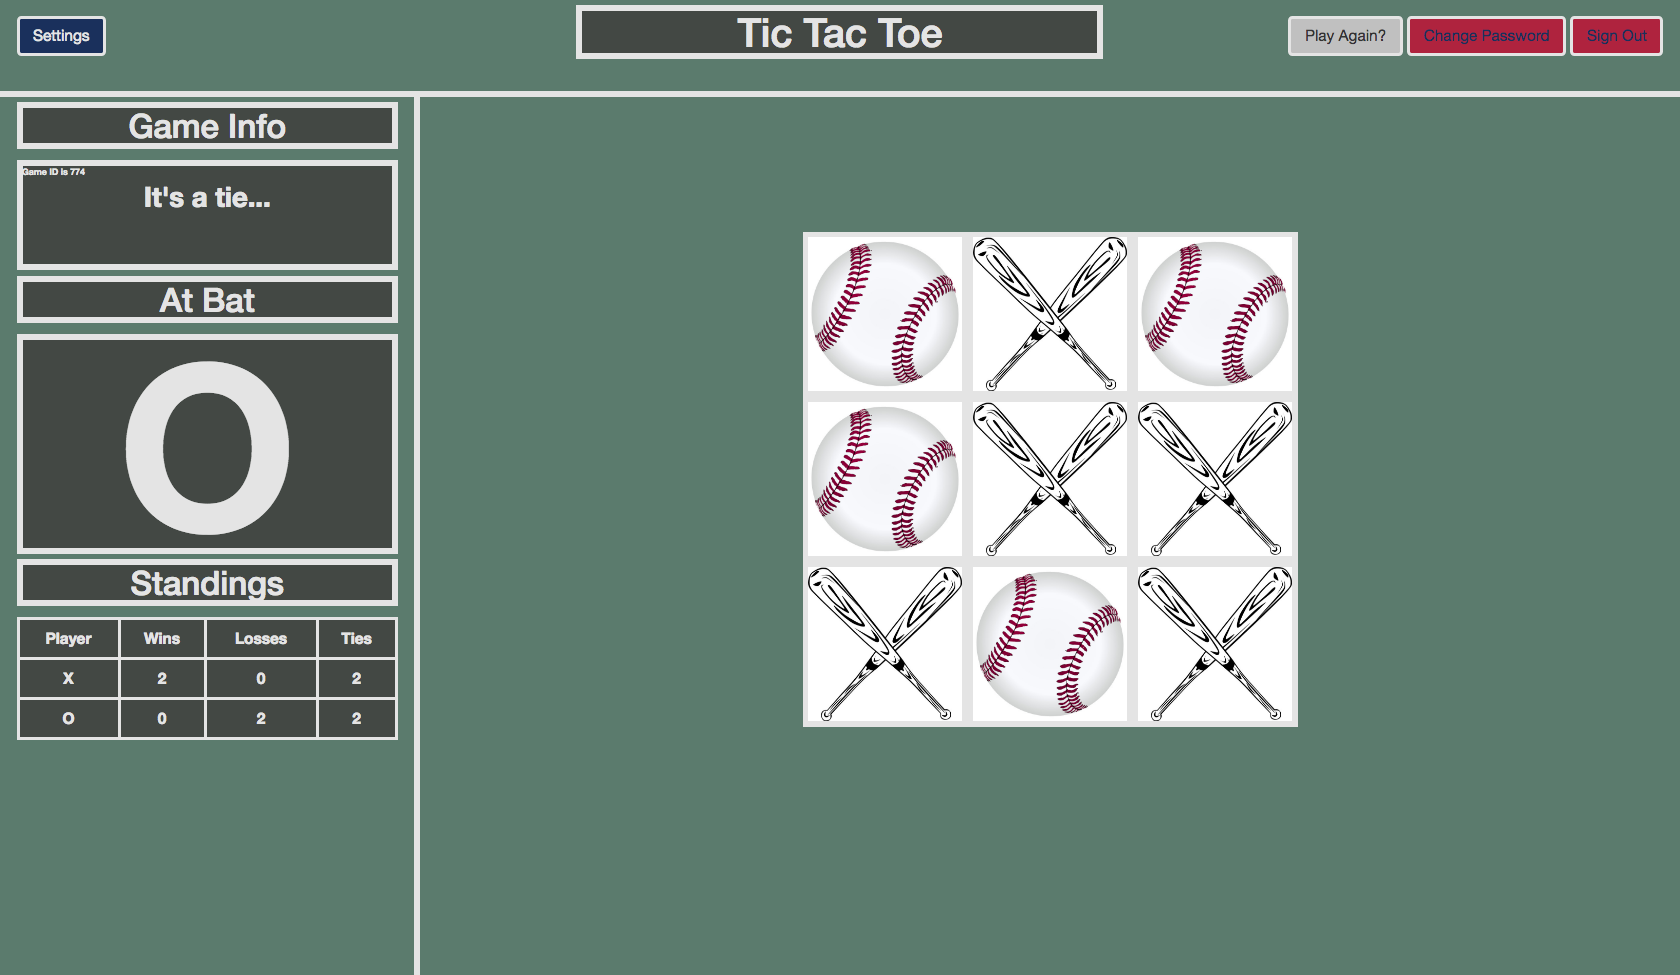 Settings
Tic Tac Toe
Play Again?
Change Password
Sign Out
Game Info
Game ID is 774
It's a tie...
At Bat
O
Standings
Player Wins Losses Ties
X 2 0 2
O 0 2 2